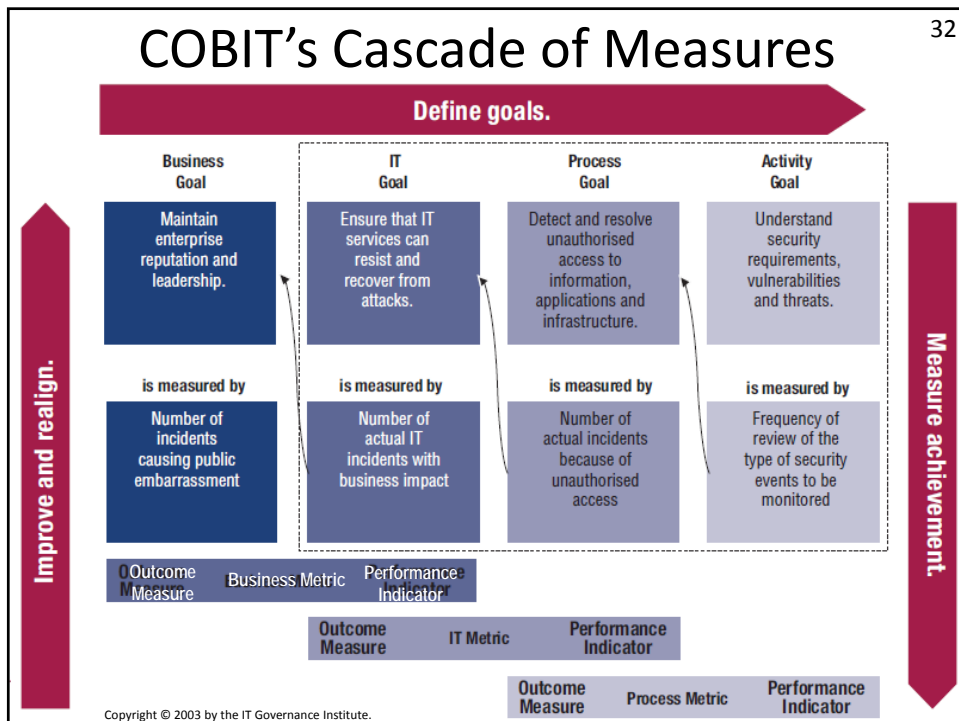 COBIT's Cascade of Measures
32
Define goals.
Business
Goal
IT
Goal
Process
Goal
Activity
Goal
Maintain
enterprise
reputation and
leadership.
Ensure that IT
services can
resist and
recover from
attacks.
Detect and resolve
unauthorised
access to
information,
applications and
infrastructure.
Understand
security
requirements,
vulnerabilities
and threats.
is measured by
is measured by
is measured by
is measured by
Number of
incidents
causing public
embarrassment
Number of
actual IT
incidents with
business impact
Number of
actual incidents
because of
unauthorised
access
Frequency of
review of the
type of security
events to be
monitored
Improve and realign.
Measure achievement.
Outcome
Measure
Business Metric
Performance
Indicator
Outcome
Measure
IT Metric
Performance
Indicator
Outcome
Measure
Process Metric
Performance
Indicator
Copyright © 2003 by the IT Governance Institute.